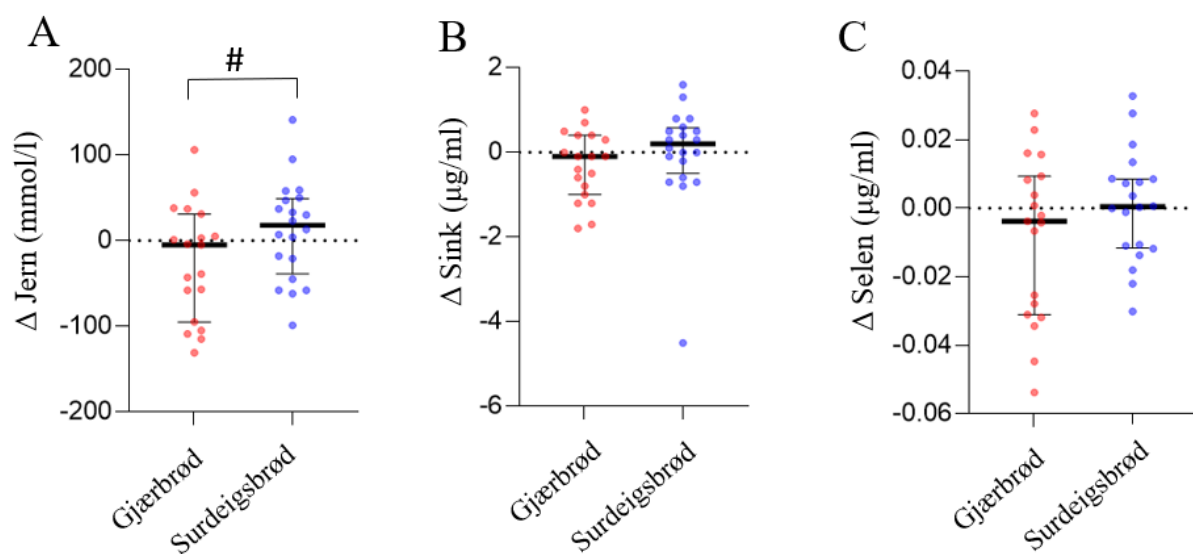 A
Δ Jern (mmol/l)
200
100
0
-100
-200
#
Gjærbrød
Surdeigsbrød
B
Δ Sink (µg/ml)
2
0
-2
-4
-6
Gjærbrød
Surdeigsbrød
C
Δ Selen (µg/ml)
0.04
0.02
0.00
-0.02
-0.04
-0.06
Gjærbrød
Surdeigsbrød